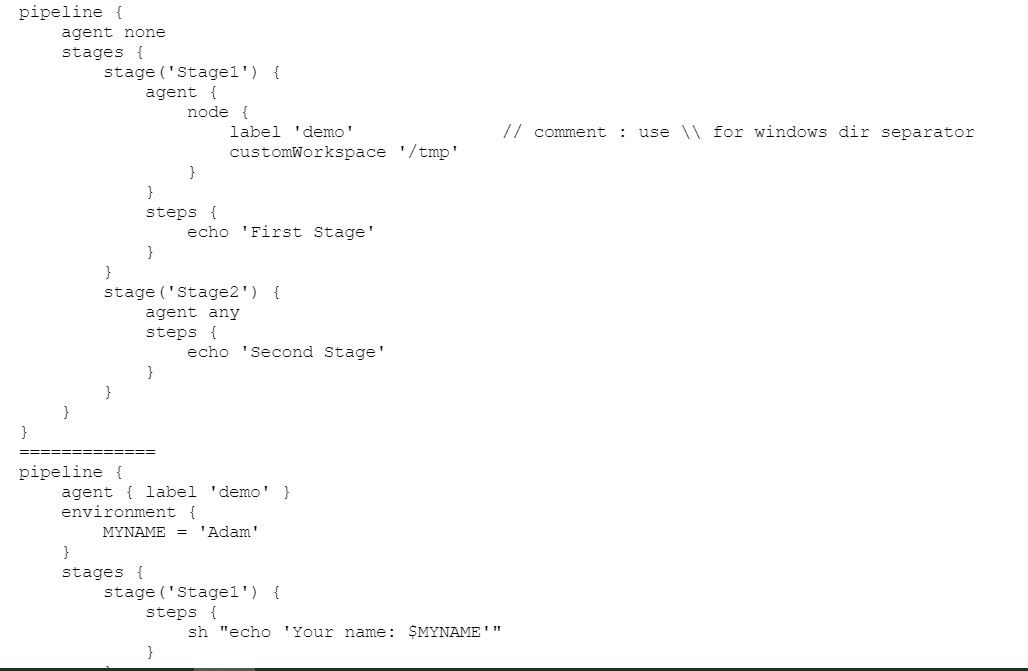 pipeline {
    agent none
    stages {
        stage('Stage1') {
            agent {
                node {
                    label 'demo'              // comment : use \\ for windows dir separator
                    customWorkspace '/tmp'
                }
            }
            steps {
                echo 'First Stage'
            }
        }
        stage('Stage2') {
            agent any
            steps {
                echo 'Second Stage'
            }
        }
    }
}
=============
pipeline {
    agent { label 'demo' }
    environment {
        MYNAME = 'Adam'
    }
    stages {
        stage('Stage1') {
            steps {
                sh "echo 'Your name: $MYNAME'"
            }